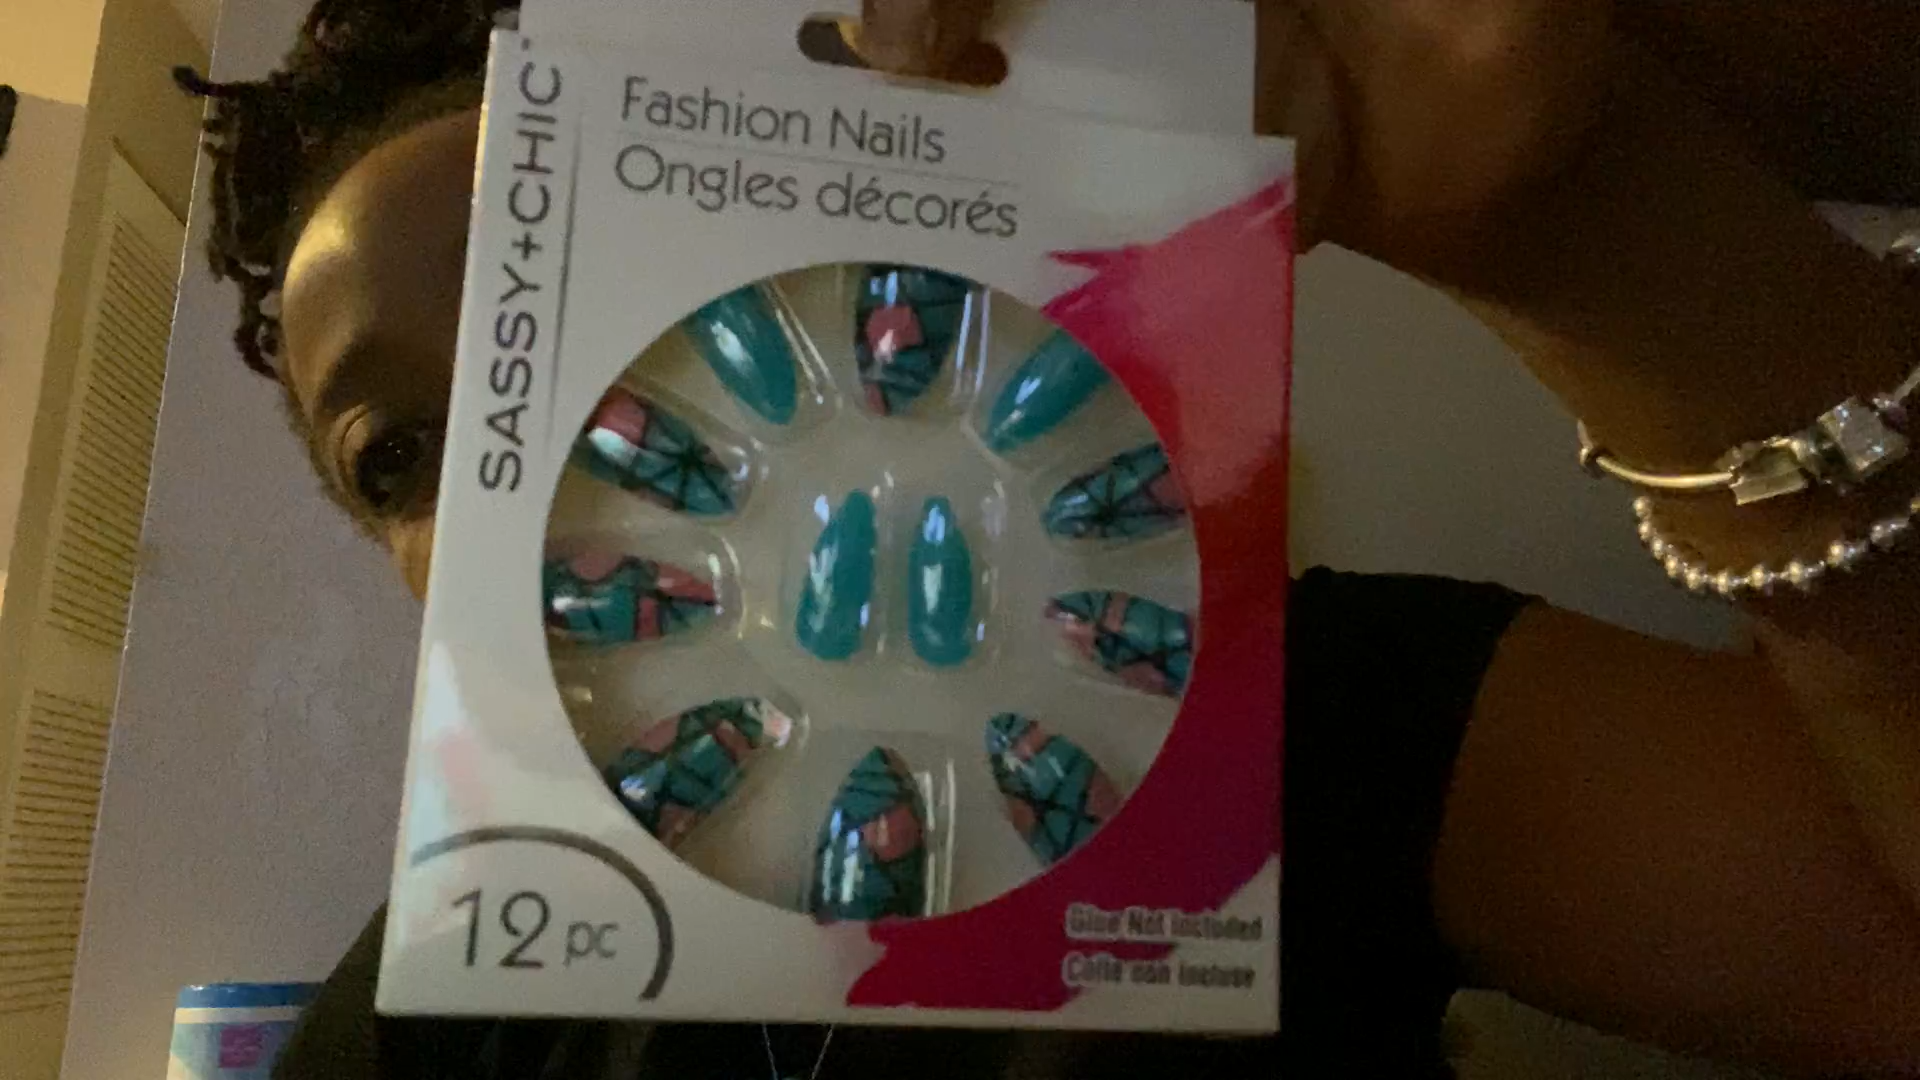 SASSY+CHIC
Fashion Nails
Ongles décorés
12 pc
Glue Not Included
Colle non incluse